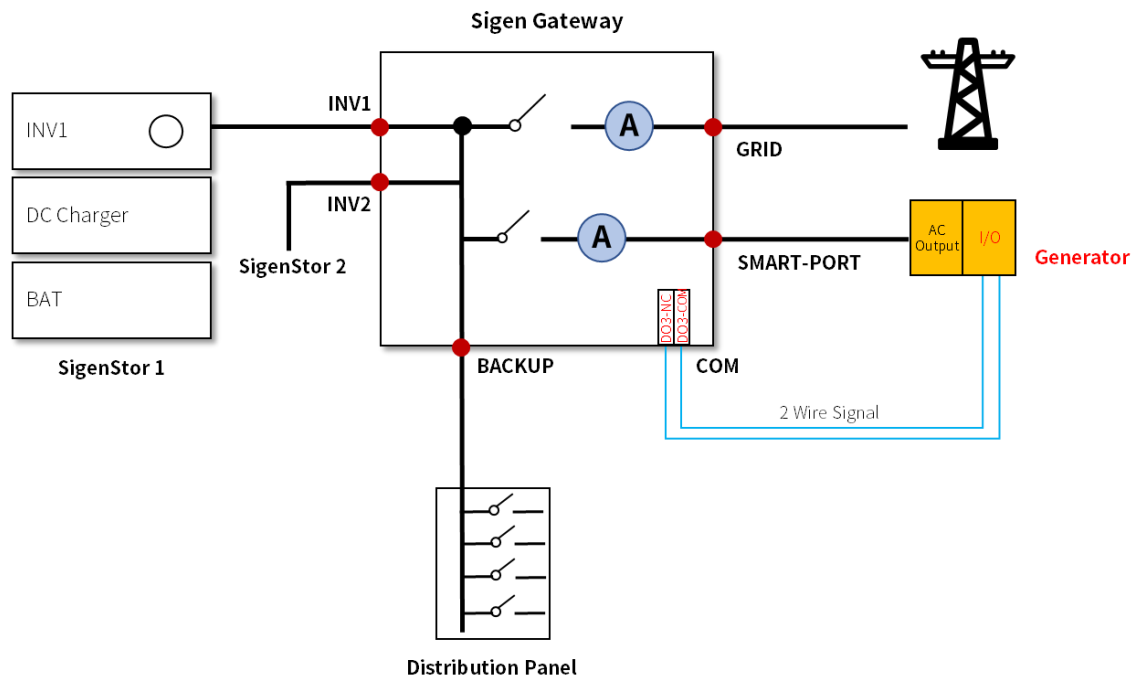 Sigen Gateway
INV1
INV1
A
GRID
DC Charger
INV2
SigenStor 2
A
SMART-PORT
AC
Output
I/O
Generator
BAT
DO3-NC
DO3-COM
SigenStor 1
BACKUP
COM
2 Wire Signal
Distribution Panel